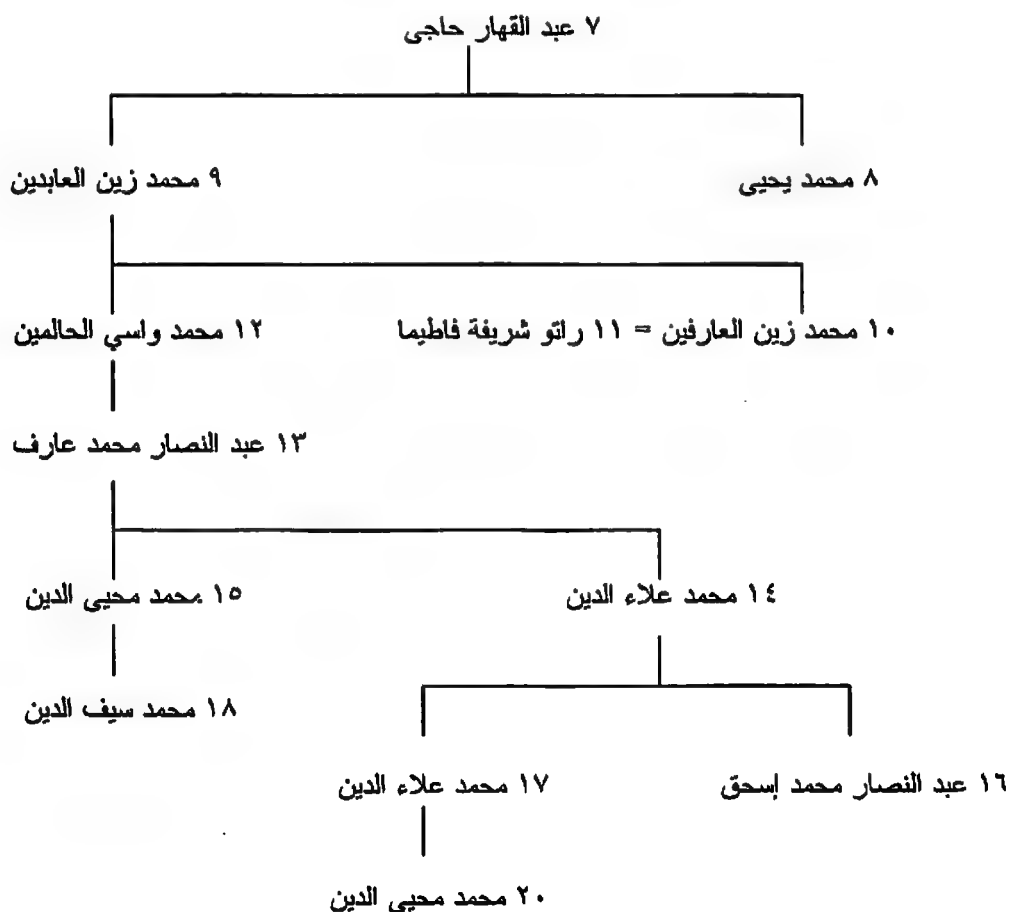 ٧ عبد القهار حاجى
٨ محمد يحيى
٩ محمد زين العابدين
١٠ محمد زين العارفين = ١١ راتو شريفة فاطيما
١٢ محمد واسي الحالمين
١٣ عبد النصار محمد عارف
١٤ محمد علاء الدين
١٥ محمد محيى الدين
١٨ محمد سيف الدين
١٦ عبد النصار محمد إسحق
١٧ محمد علاء الدين
٢٠ محمد محيى الدين